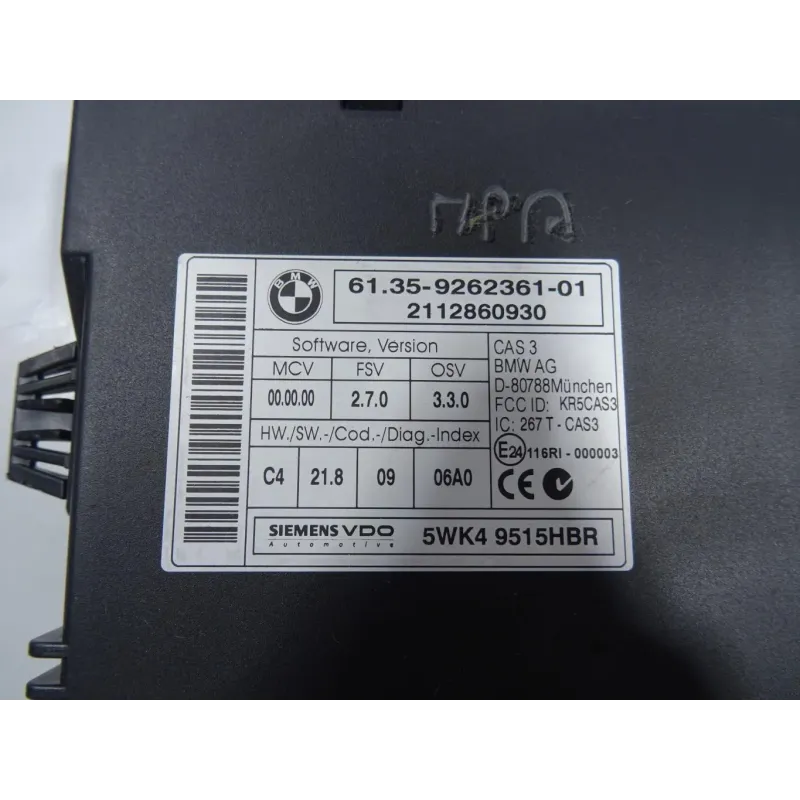 BMW
61.35-9262361-01
2112860930
Software, Version
MCV FSV OSV
00.00.00 2.7.0 3.3.0
HW./SW.-/Cod.-/Diag.-Index
C4 21.8 09 06A0
CAS 3
BMW AG
D-80788München
FCC ID: KR5CAS3
IC: 267 T - CAS3
E24 116RI - 000003
CE
SIEMENS VDO
Automotive
5WK4 9515HBR